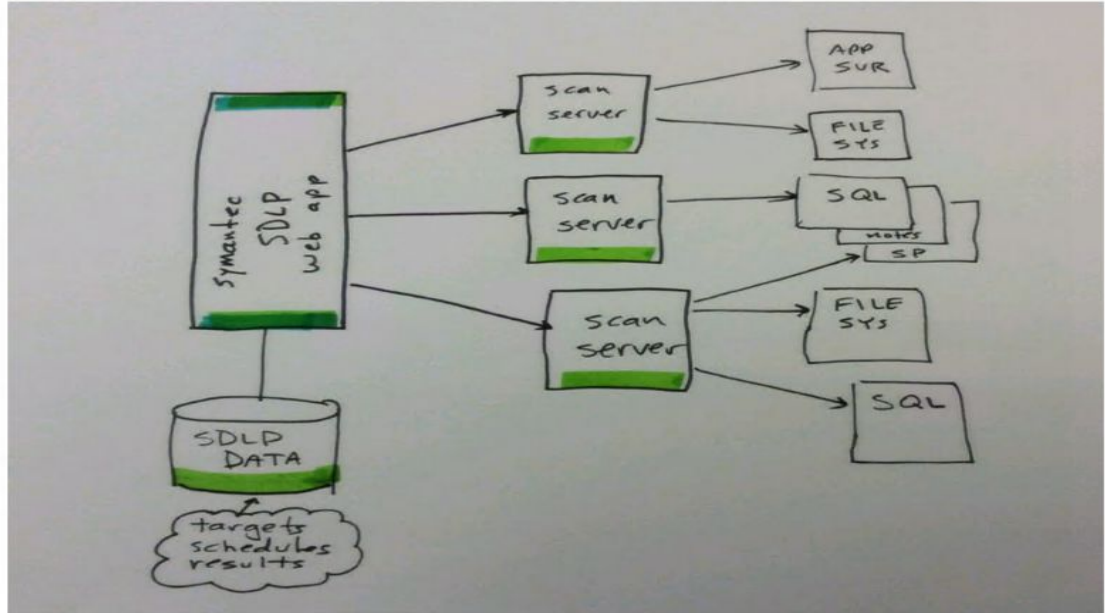 symantec
SDLP
web app
SDLP
DATA
targets
schedules
results
scan
server
scan
server
scan
server
APP
SVR
FILE
SYS
SQL
notes
SP
FILE
SYS
SQL